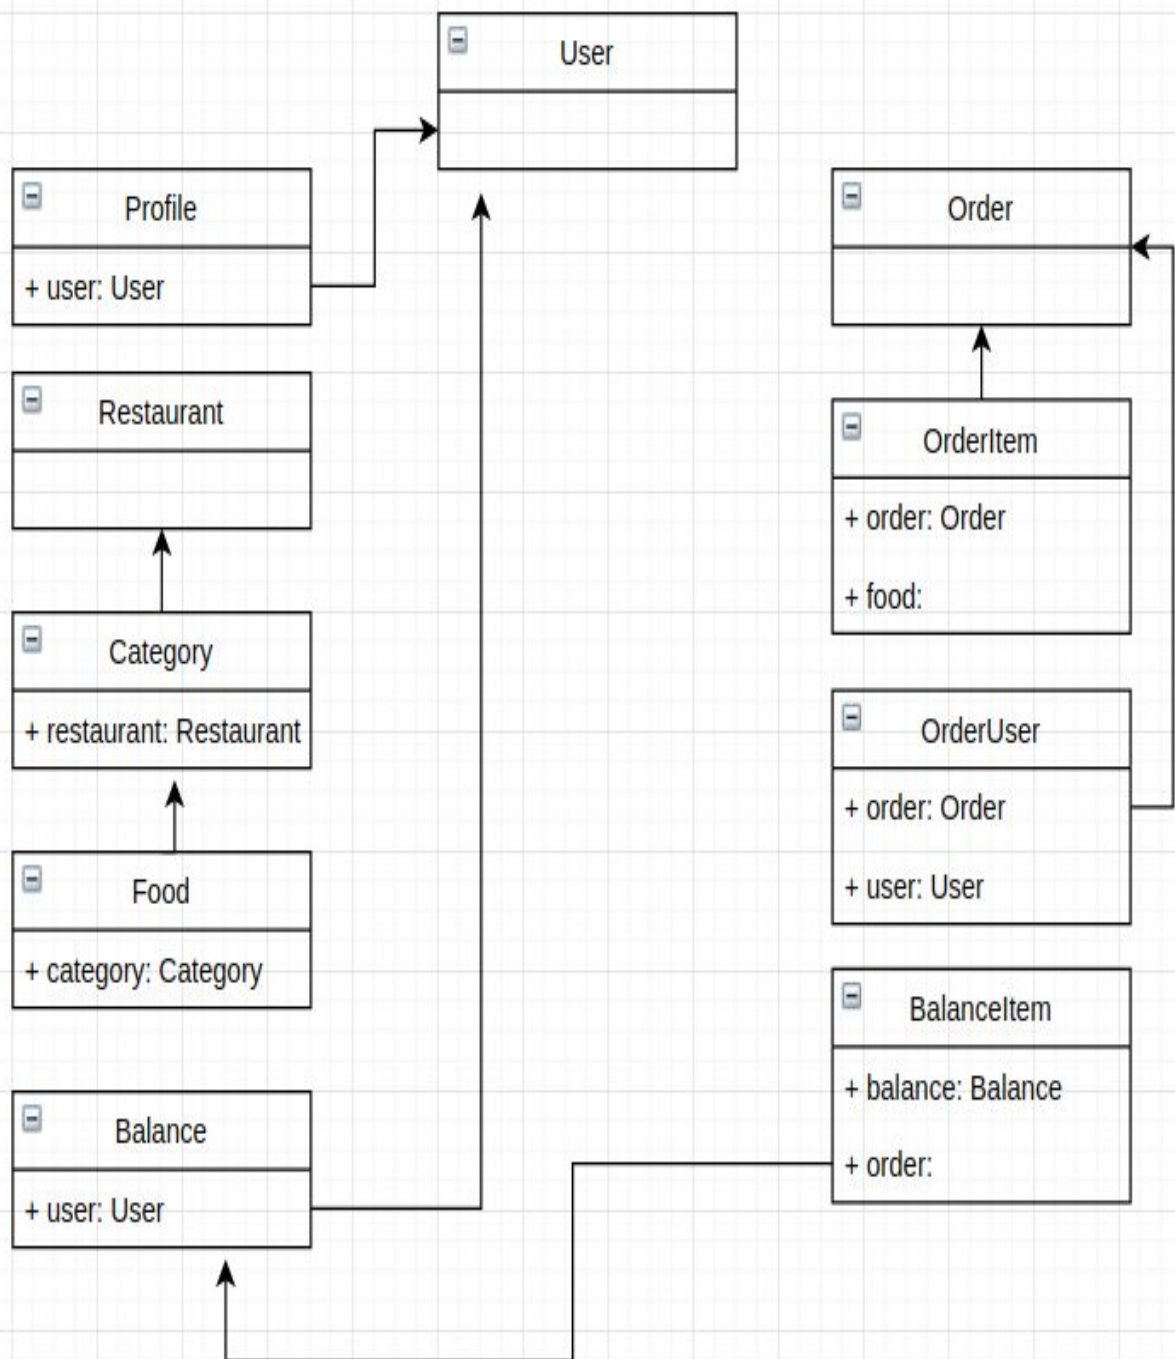 User
Profile
+ user: User
Restaurant
Category
+ restaurant: Restaurant
Food
+ category: Category
Balance
+ user: User
Order
OrderItem
+ order: Order
+ food:
OrderUser
+ order: Order
+ user: User
BalanceItem
+ balance: Balance
+ order: